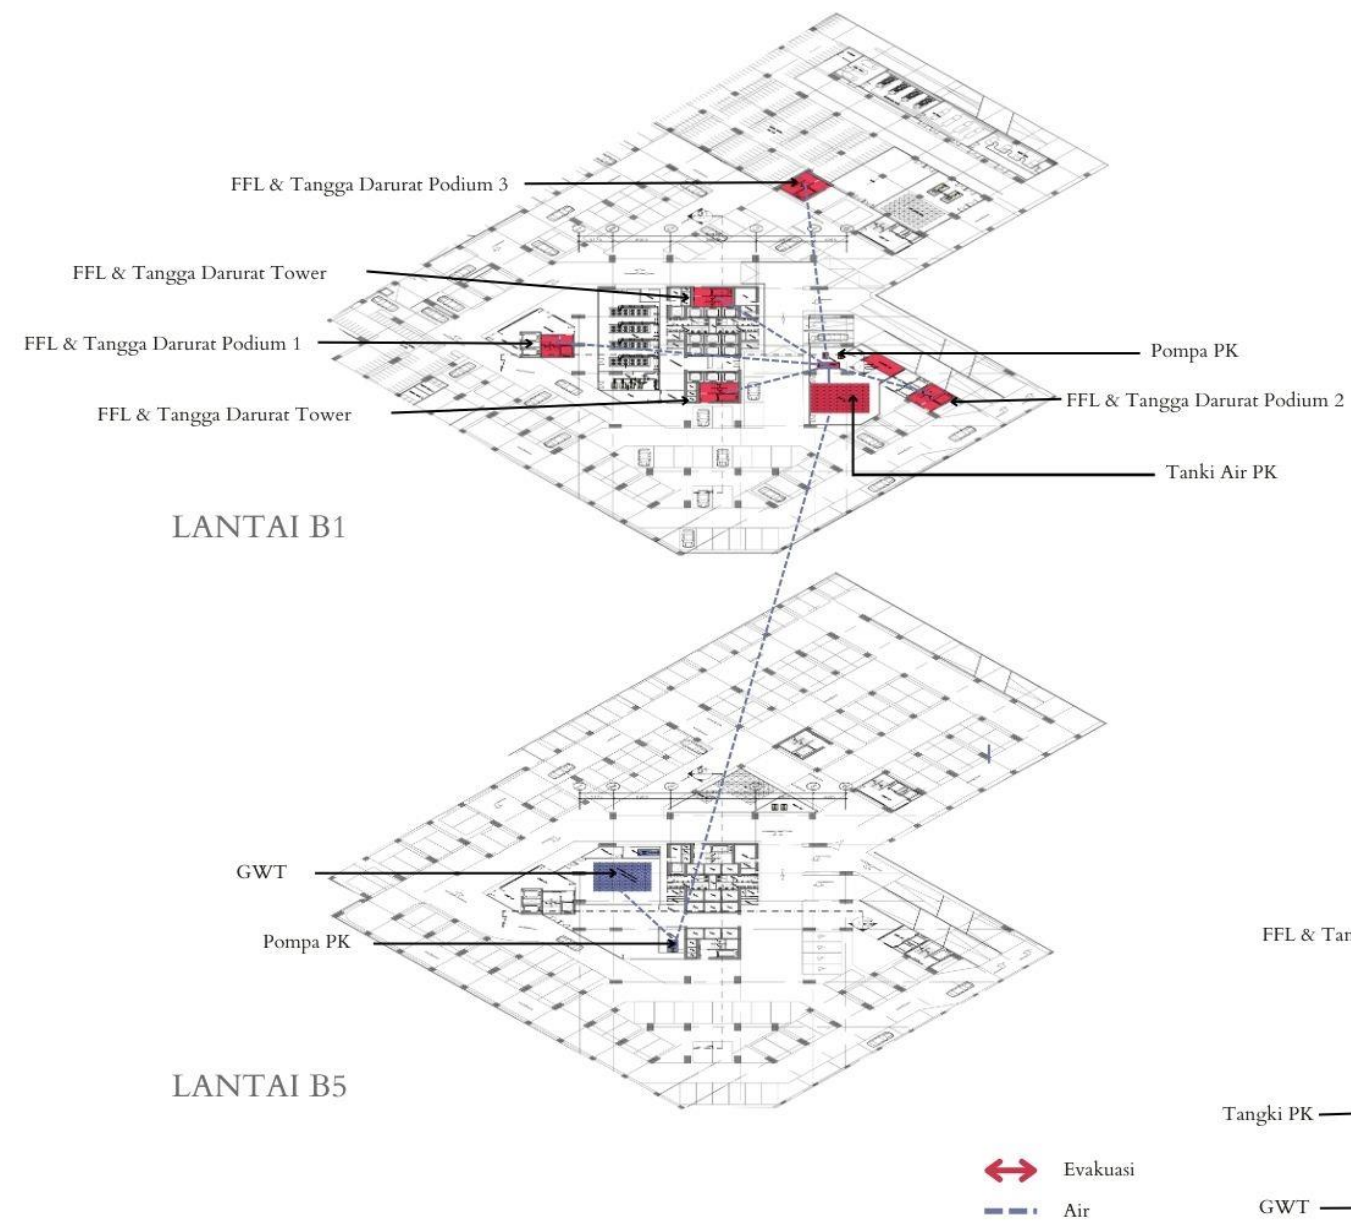 FFL & Tangga Darurat Podium 3
FFL & Tangga Darurat Tower
FFL & Tangga Darurat Podium 1
Pompa PK
FFL & Tangga Darurat Podium 2
FFL & Tangga Darurat Tower
Tanki Air PK
LANTAI B1
GWT
FFL & Tan
Pompa PK
LANTAI B5
Tangki PK
Evakuasi
GWT
Air